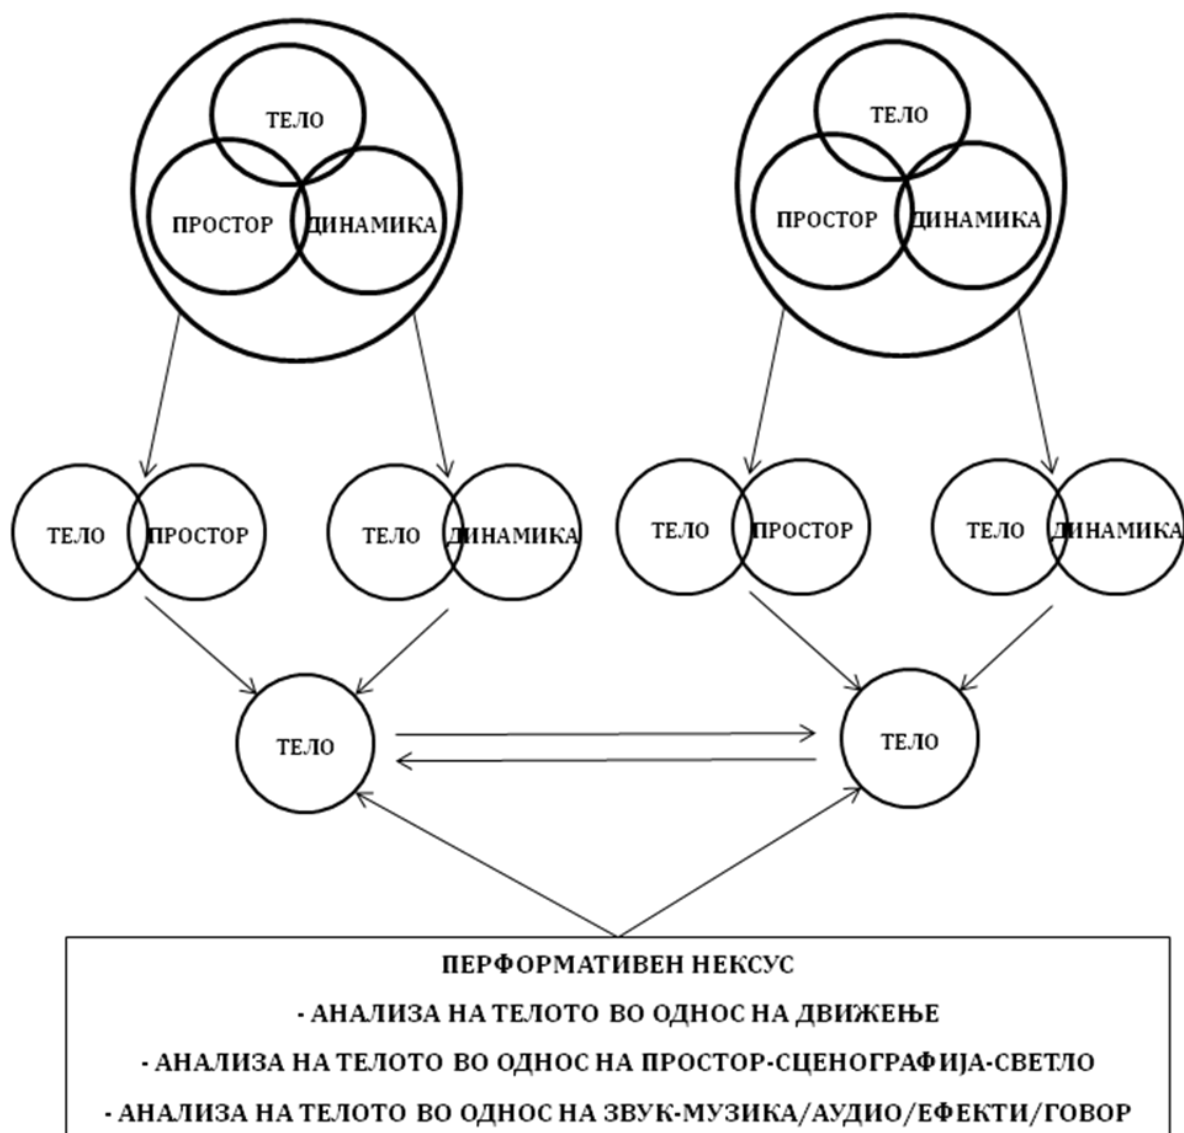 ТЕЛО
ТЕЛО
ПРОСТОР ДИНАМИКА
ПРОСТОР ДИНАМИКА
ТЕЛО ПРОСТОР
ТЕЛО ДИНАМИКА
ТЕЛО ПРОСТОР
ТЕЛО ДИНАМИКА
ТЕЛО
ТЕЛО
ПЕРФОРМАТИВЕН НЕКСУС
- АНАЛИЗА НА ТЕЛОТО ВО ОДНОС НА ДВИЖЕЊЕ
- АНАЛИЗА НА ТЕЛОТО ВО ОДНОС НА ПРОСТОР-СЦЕНОГРАФИЈА-СВЕТЛО
- АНАЛИЗА НА ТЕЛОТО ВО ОДНОС НА ЗВУК-МУЗИКА/АУДИО/ЕФЕКТИ/ГОВОР